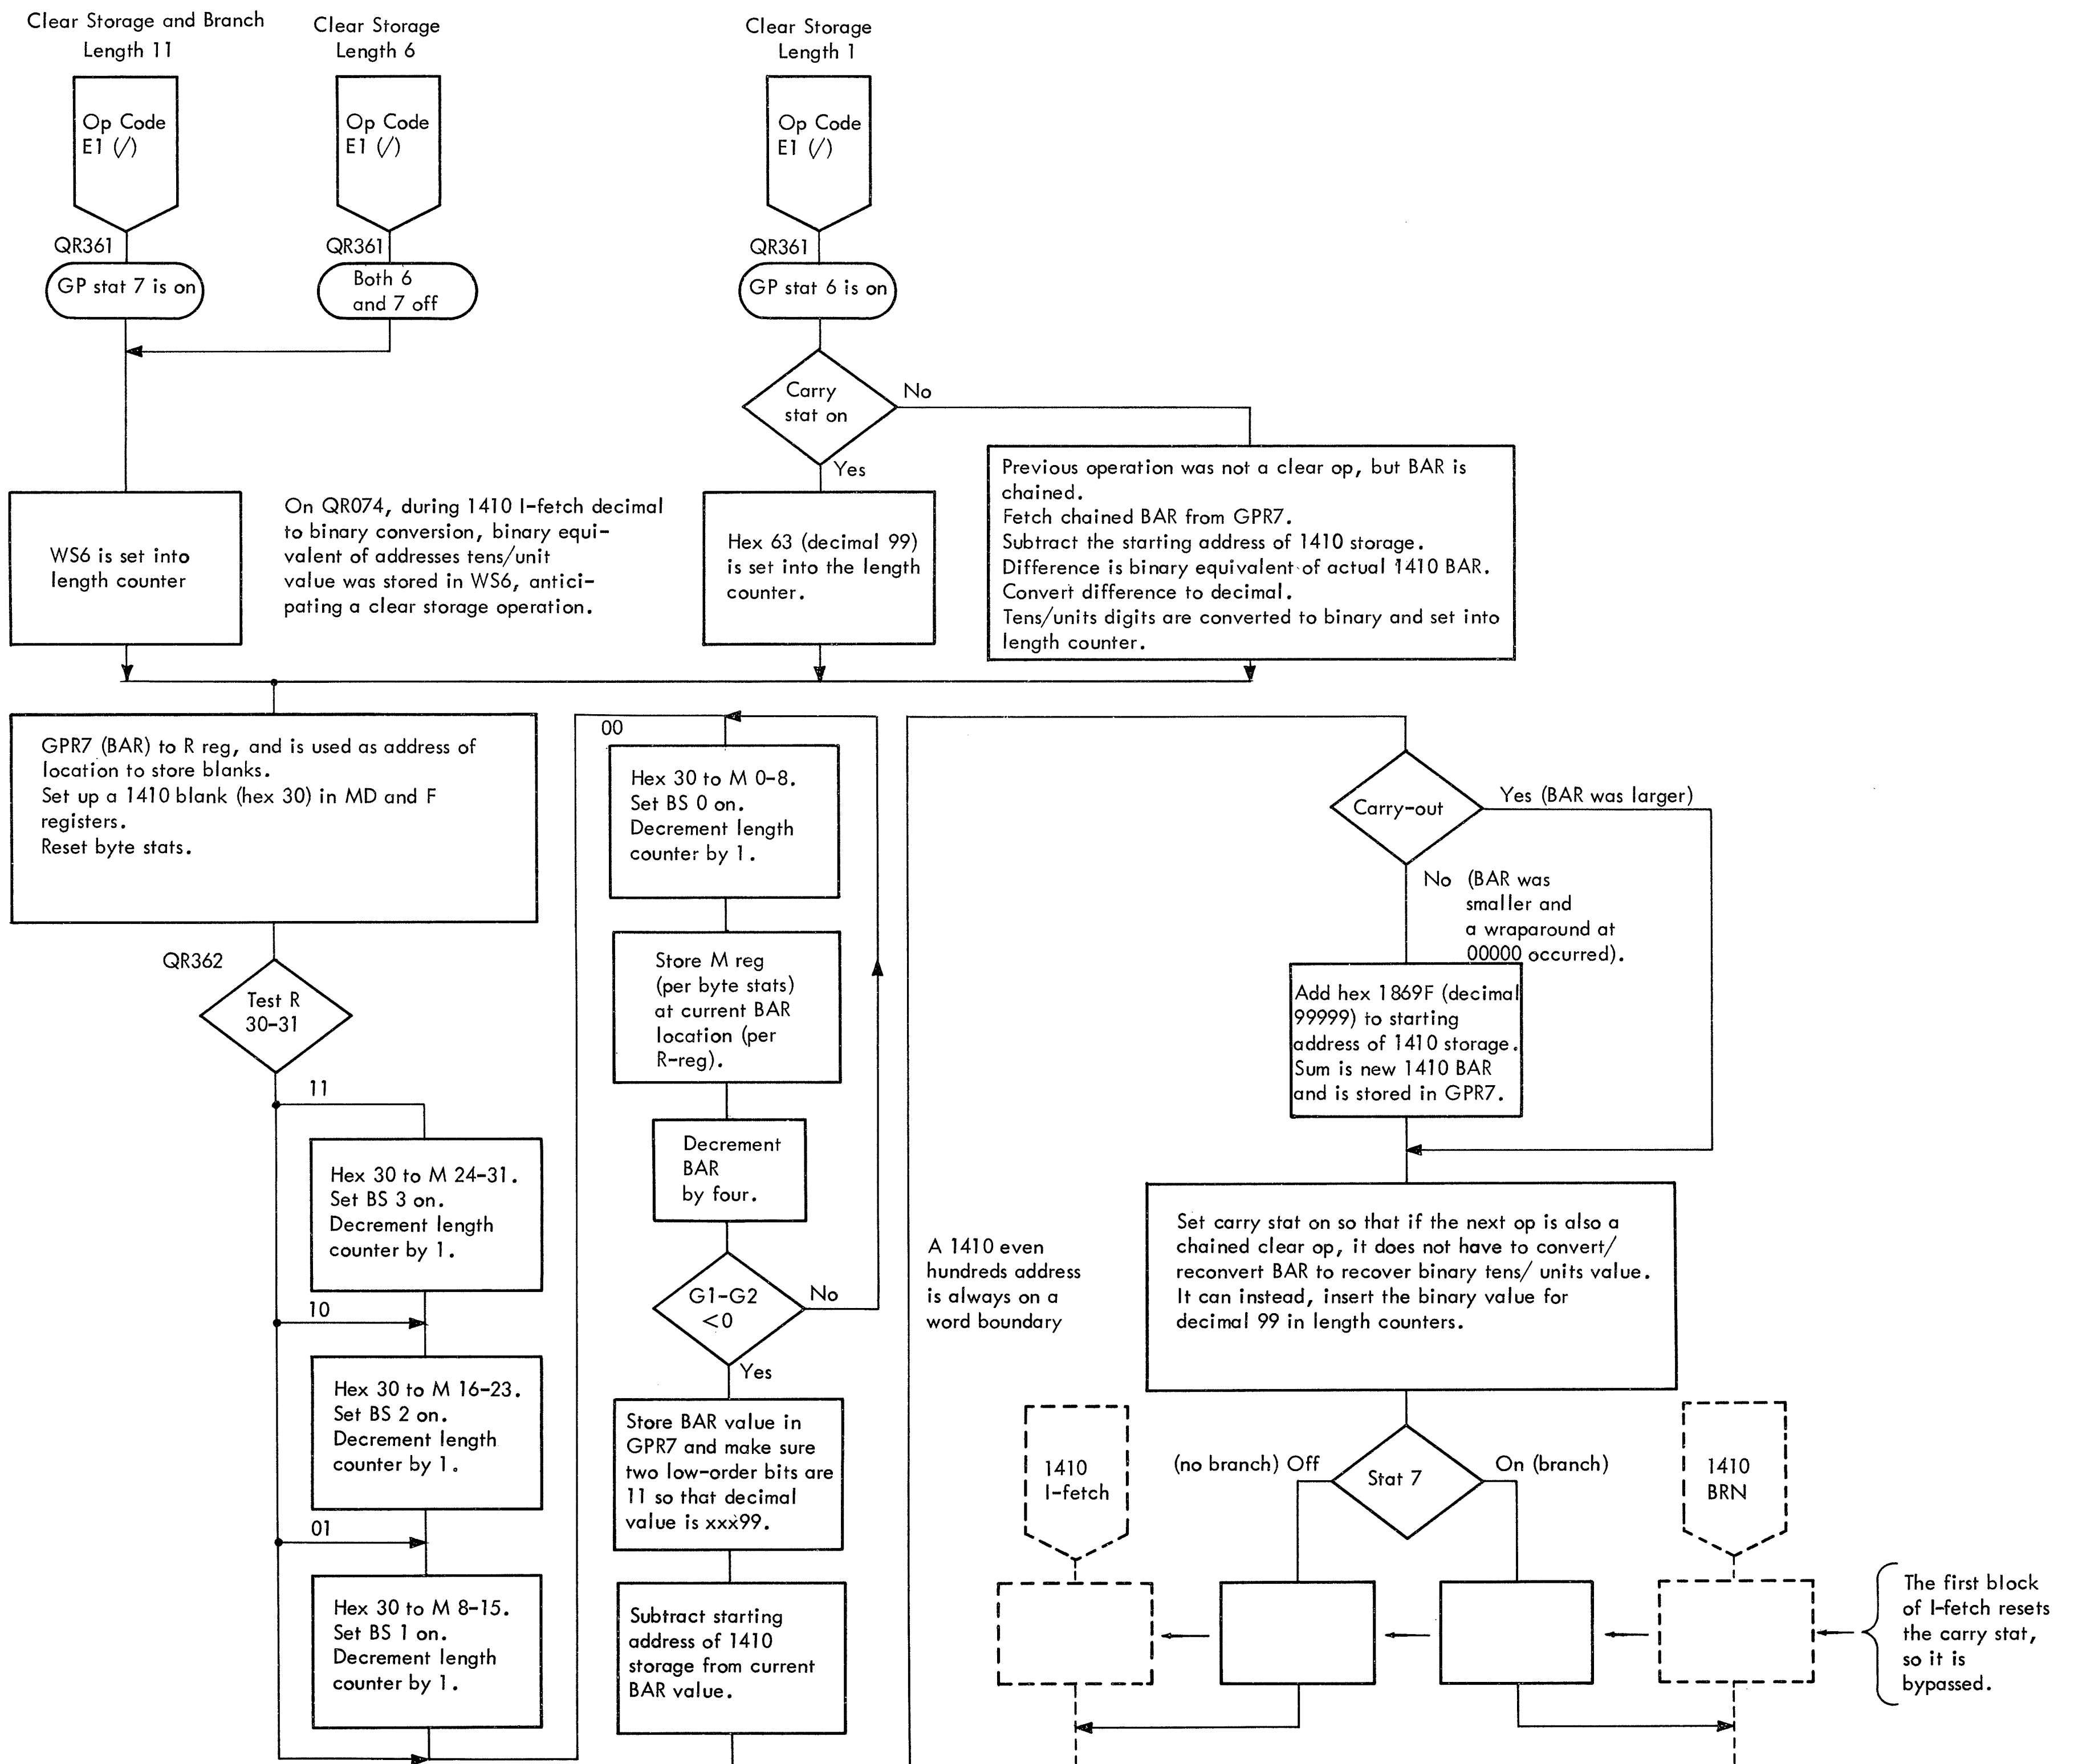 Clear Storage and Branch
Length 11
Clear Storage
Length 6
Clear Storage
Length 1
Op Code
E1 (/)
Op Code
E1 (/)
Op Code
E1 (/)
QR361
QR361
QR361
GP stat 7 is on
Both 6
and 7 off
GP stat 6 is on
Carry
stat on
No
Yes
WS6 is set into
length counter
On QR074, during 1410 I-fetch decimal
to binary conversion, binary equi-
valent of addresses tens/unit
value was stored in WS6, antici-
pating a clear storage operation.
Hex 63 (decimal 99)
is set into the length
counter.
Previous operation was not a clear op, but BAR is
chained.
Fetch chained BAR from GPR7.
Subtract the starting address of 1410 storage.
Difference is binary equivalent of actual 1410 BAR.
Convert difference to decimal.
Tens/units digits are converted to binary and set into
length counter.
GPR7 (BAR) to R reg, and is used as address of
location to store blanks.
Set up a 1410 blank (hex 30) in MD and F
registers.
Reset byte stats.
QR362
Test R
30-31
11
Hex 30 to M 24-31.
Set BS 3 on.
Decrement length
counter by 1.
10
Hex 30 to M 16-23.
Set BS 2 on.
Decrement length
counter by 1.
01
Hex 30 to M 8-15.
Set BS 1 on.
Decrement length
counter by 1.
00
Hex 30 to M 0-8.
Set BS 0 on.
Decrement length
counter by 1.
Store M reg
(per byte stats)
at current BAR
location (per
R-reg).
Decrement
BAR
by four.
G1-G2
<0
No
Yes
Store BAR value in
GPR7 and make sure
two low-order bits are
11 so that decimal
value is xxx99.
Subtract starting
address of 1410
storage from current
BAR value.
A 1410 even
hundreds address
is always on a
word boundary
Carry-out
Yes (BAR was larger)
No (BAR was
smaller and
a wraparound at
00000 occurred).
Add hex 1869F (decimal
99999) to starting
address of 1410 storage.
Sum is new 1410 BAR
and is stored in GPR7.
Set carry stat on so that if the next op is also a
chained clear op, it does not have to convert/
reconvert BAR to recover binary tens/ units value.
It can instead, insert the binary value for
decimal 99 in length counters.
Stat 7
(no branch) Off
On (branch)
1410
I-fetch
1410
BRN
The first block
of I-fetch resets
the carry stat,
so it is
bypassed.